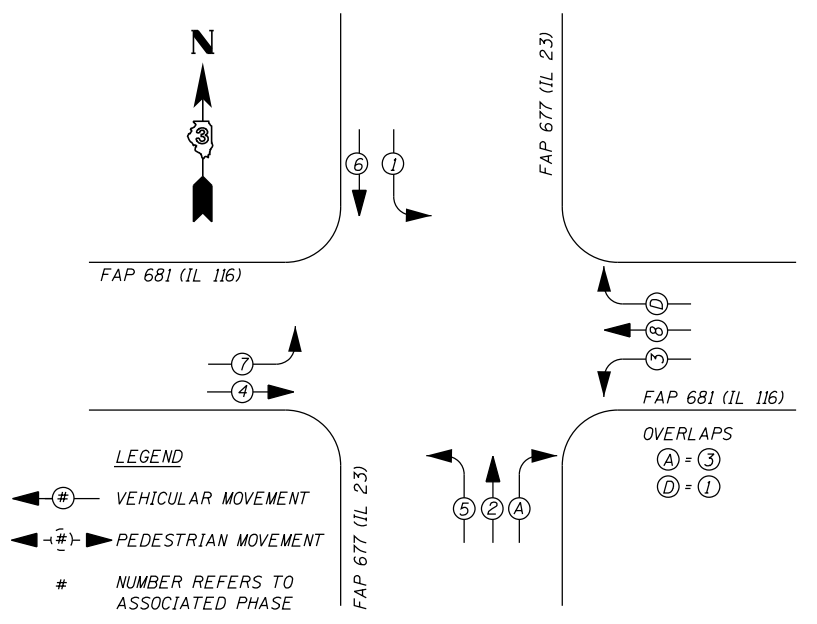 N
3
FAP 677 (IL 23)
6 1
FAP 681 (IL 116)
D
8
3
7
4
FAP 681 (IL 116)
OVERLAPS
A = 3
D = 1
5 2 A
FAP 677 (IL 23)
LEGEND
# VEHICULAR MOVEMENT
# PEDESTRIAN MOVEMENT
# NUMBER REFERS TO
ASSOCIATED PHASE